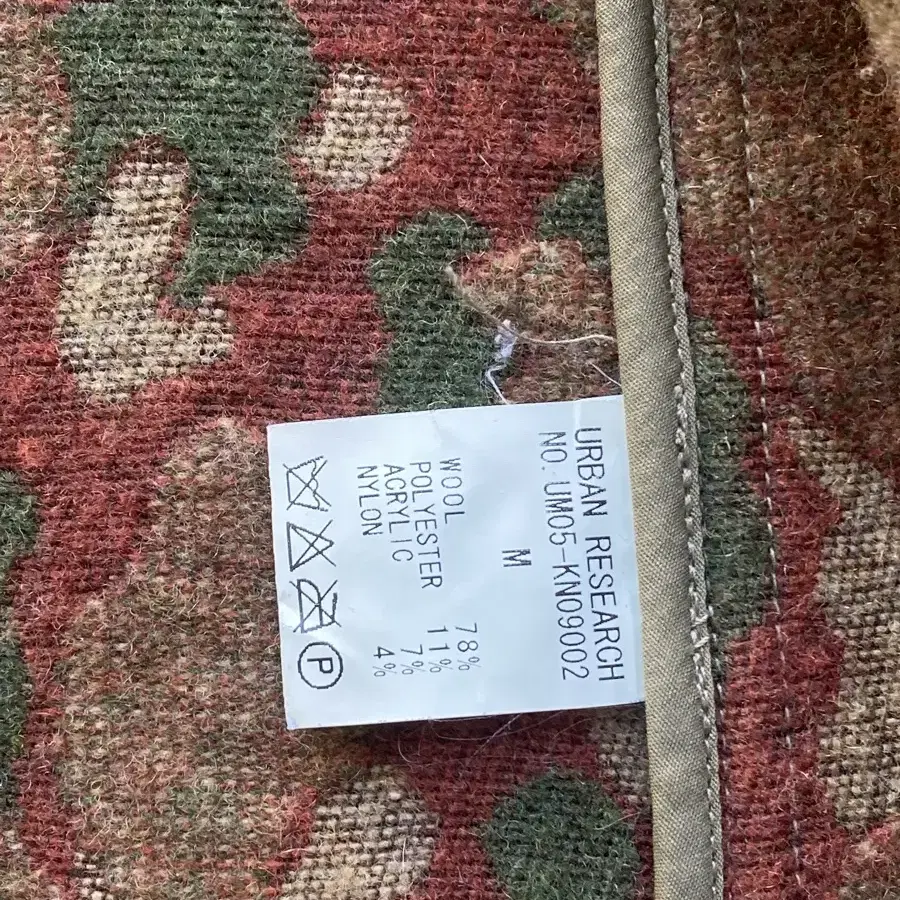 URBAN RESEARCH
NO. UM05-KN09002
M
WOOL 78%
POLYESTER 11%
ACRYLIC 7%
NYLON 4%
P